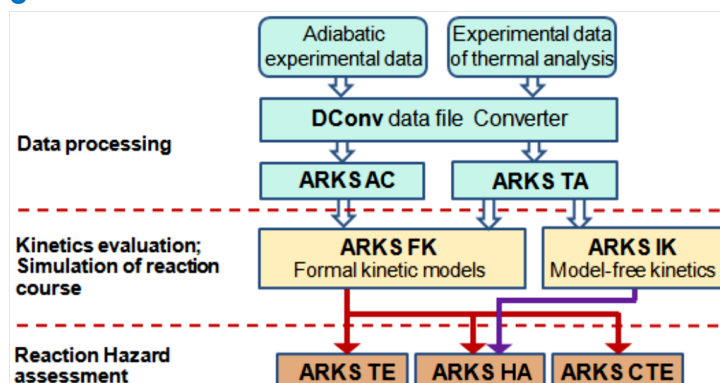 Adiabatic
experimental data
Experimental data
of thermal analysis
DConv data file Converter
Data processing
ARKS AC
ARKS TA
Kinetics evaluation;
Simulation of reaction
course
ARKS FK
Formal kinetic models
ARKS IK
Model-free kinetics
Reaction Hazard
assessment
ARKS TE
ARKS HA
ARKS CTE